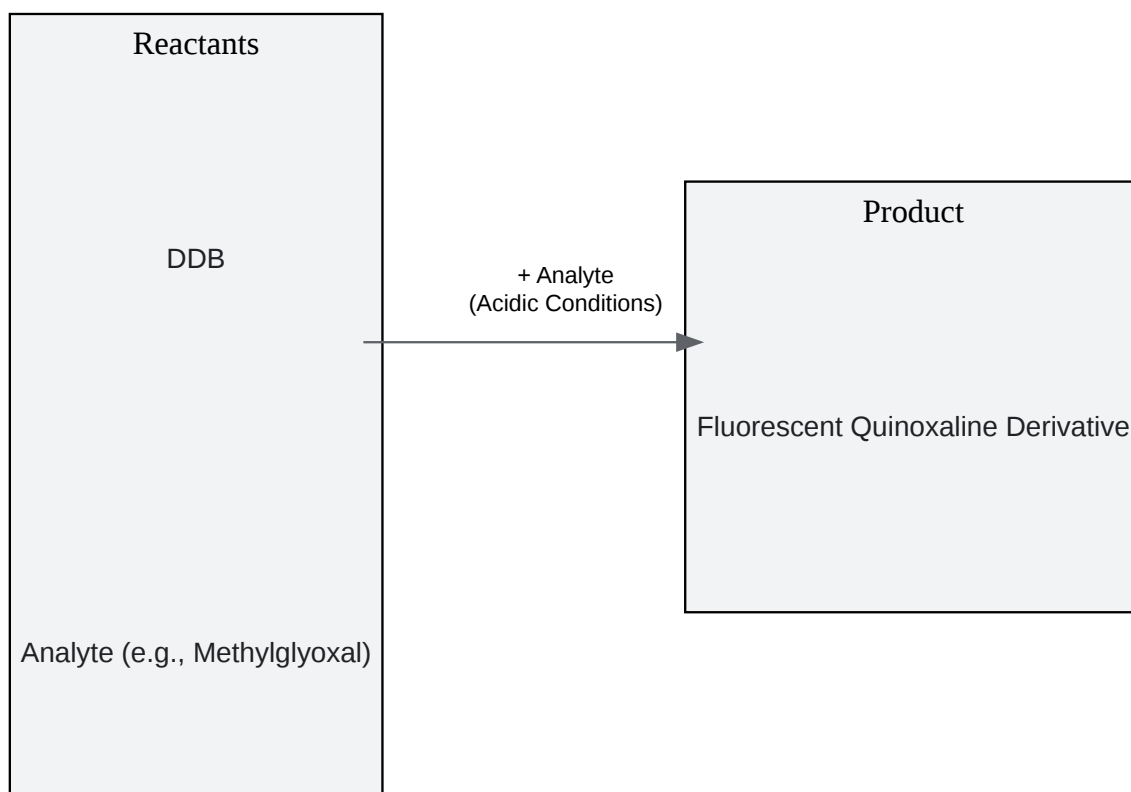 Reactants
DDB
Analyte (e.g., Methylglyoxal)
+ Analyte
(Acidic Conditions)
Product
Fluorescent Quinoxaline Derivative